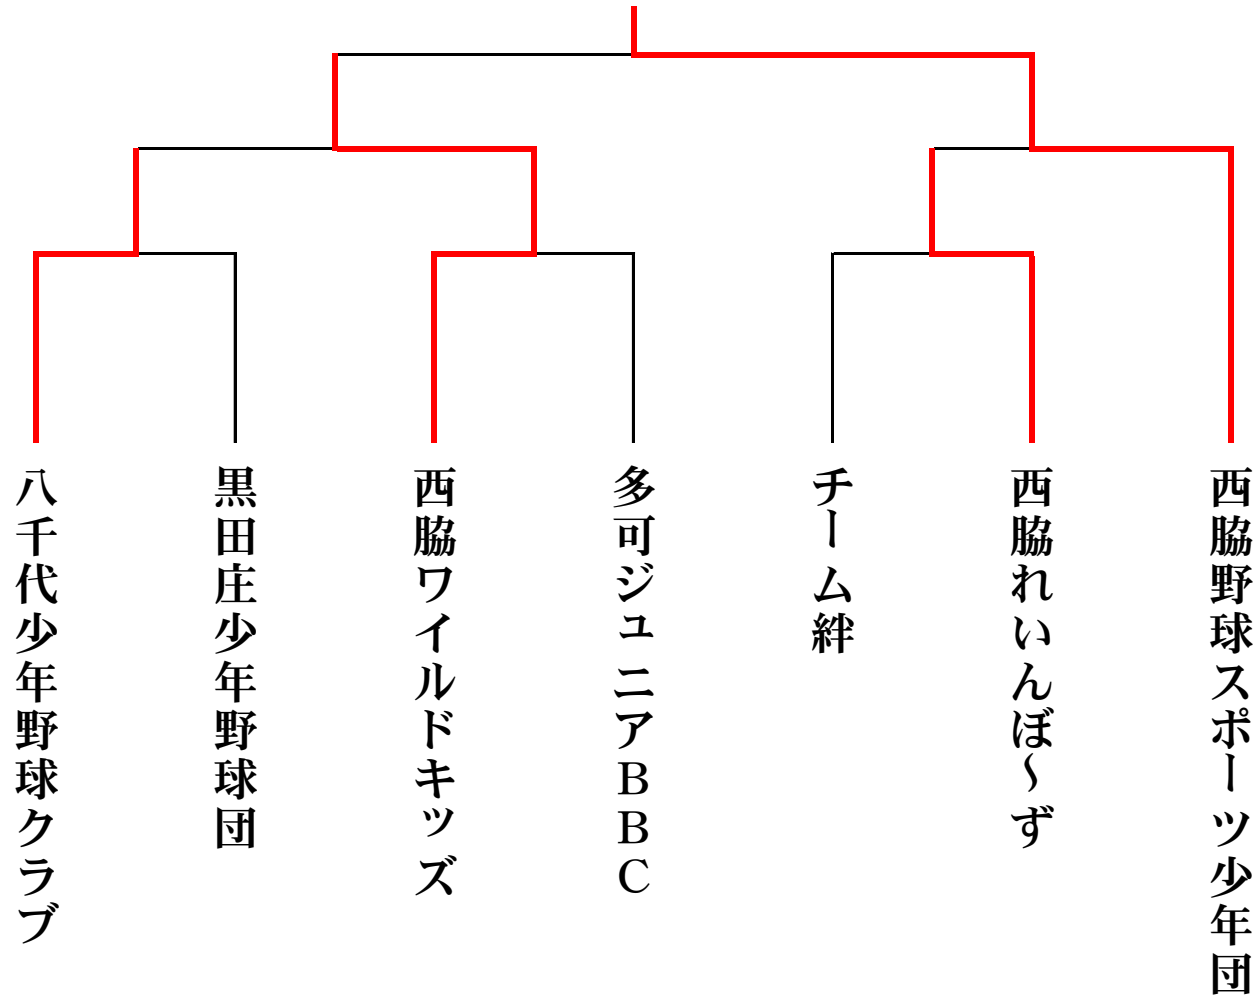 八千代少年野球クラブ
黒田庄少年野球団
西脇ワイルドキッズ
多可ジュニアＢＢＣ
チーム絆
西脇れいんぼ～ず
西脇野球スポーツ少年団